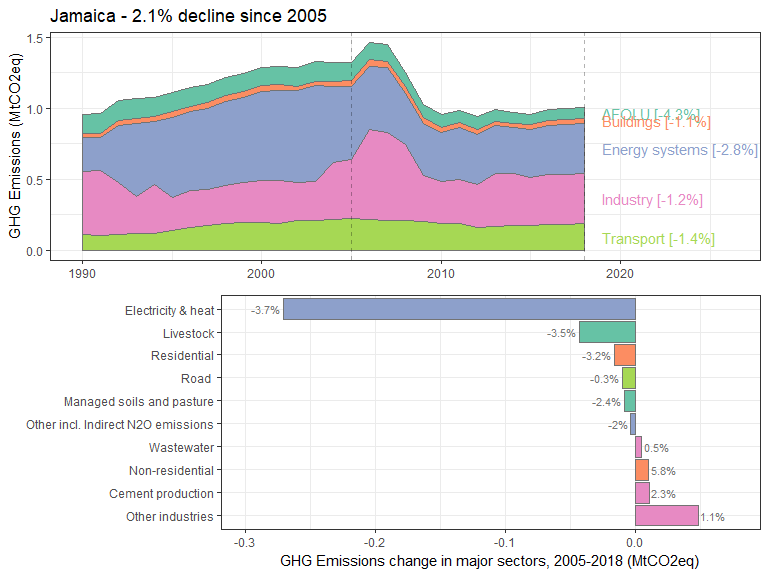 Jamaica - 2.1% decline since 2005
GHG Emissions (MtCO2eq)
1.5
1.0
0.5
0.0
AFOLU [-4.3%]
Buildings [-1.1%]
Energy systems [-2.8%]
Industry [-1.2%]
Transport [-1.4%]
1990
2000
2010
2020
Electricity & heat
-3.7%
Livestock
-3.5%
Residential
-3.2%
Road
-0.3%
Managed soils and pasture
-2.4%
Other incl. Indirect N2O emissions
-2%
Wastewater
0.5%
Non-residential
5.8%
Cement production
2.3%
Other industries
1.1%
-0.3
-0.2
-0.1
0.0
GHG Emissions change in major sectors, 2005-2018 (MtCO2eq)